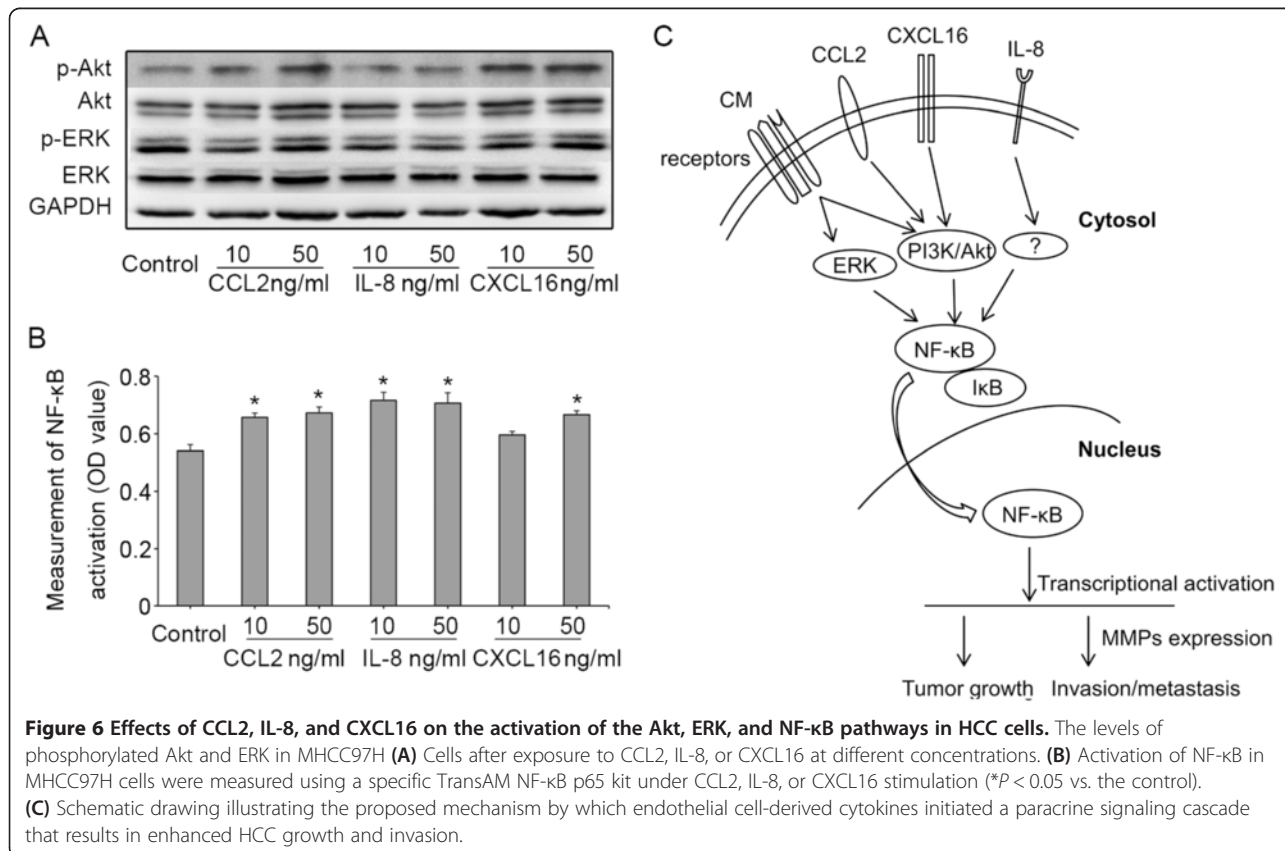 A
p-Akt
Akt
p-ERK
ERK
GAPDH
Control 10 50 10 50 10 50
CCL2ng/ml IL-8 ng/ml CXCL16ng/ml
B
Measurement of NF-κB
activation (OD value)
0.8
0.6
0.4
0.2
0
* * * * *
Control 10 50 10 50 10 50
CCL2 ng/ml IL-8 ng/ml CXCL16ng/ml
C
CXCL16
CCL2
IL-8
CM
receptors
Cytosol
ERK
PI3K/Akt
?
NF-κB
IκB
Nucleus
NF-κB
Transcriptional activation
MMPs expression
Tumor growth
Invasion/metastasis
Figure 6 Effects of CCL2, IL-8, and CXCL16 on the activation of the Akt, ERK, and NF-κB pathways in HCC cells. The levels of
phosphorylated Akt and ERK in MHCC97H (A) Cells after exposure to CCL2, IL-8, or CXCL16 at different concentrations. (B) Activation of NF-κB in
MHCC97H cells were measured using a specific TransAM NF-κB p65 kit under CCL2, IL-8, or CXCL16 stimulation (*P < 0.05 vs. the control).
(C) Schematic drawing illustrating the proposed mechanism by which endothelial cell-derived cytokines initiated a paracrine signaling cascade
that results in enhanced HCC growth and invasion.